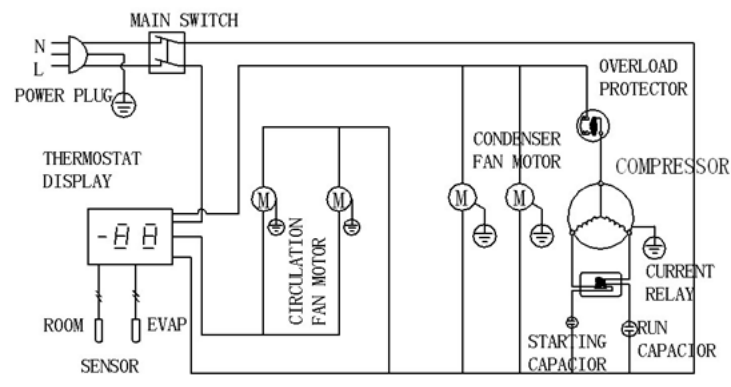 MAIN SWITCH
N
L
POWER PLUG
OVERLOAD
PROTECTOR
THERMOSTAT
DISPLAY
CONDENSER
FAN MOTOR
COMPRESSOR
M
M
M
M
-88
CIRCULATION
FAN MOTOR
CURRENT
RELAY
ROOM
EVAP
SENSOR
STARTING
CAPACIOR
RUN
CAPACIOR